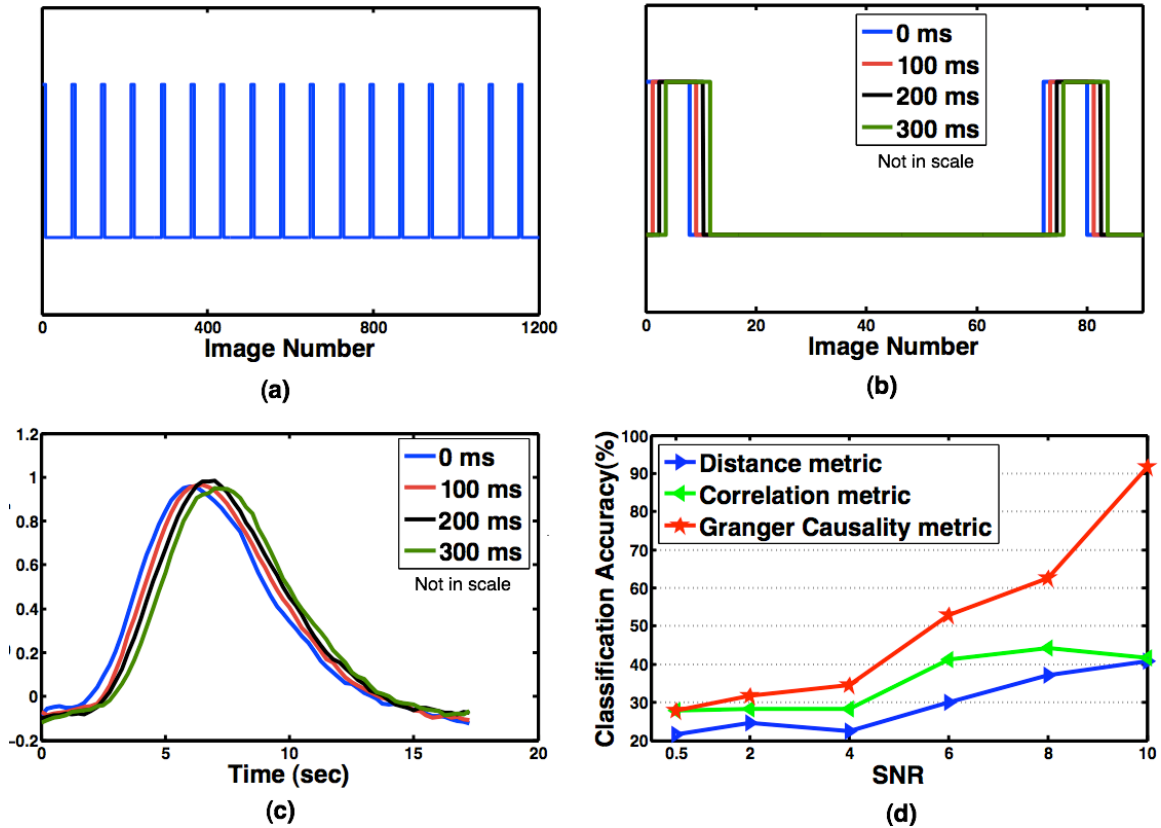 0 400 800 1200
Image Number
(a)
0 ms
100 ms
200 ms
300 ms
Not in scale
0 20 40 60 80
Image Number
(b)
1.2
1
0.8
0.6
0.4
0.2
0
-0.2
0 ms
100 ms
200 ms
300 ms
Not in scale
0 5 10 15 20
Time (sec)
(c)
Classification Accuracy(%)
100
90
80
70
60
50
40
30
20
Distance metric
Correlation metric
Granger Causality metric
0.5 2 4 6 8 10
SNR
(d)